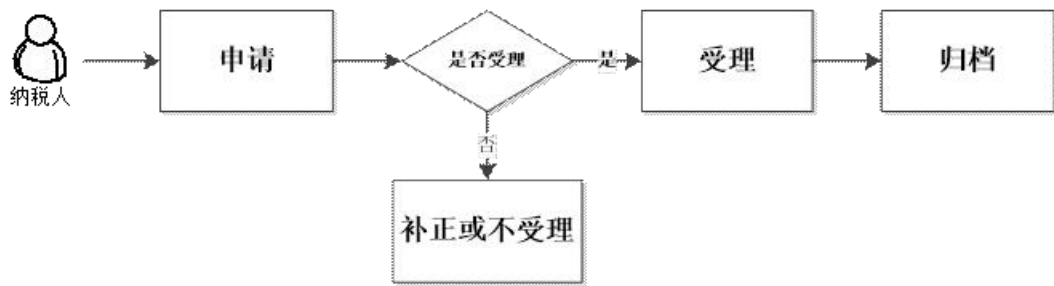 纳税人
申请
是否受理
是
受理
归档
否
补正或不受理